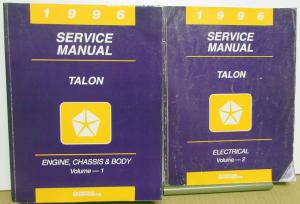 1996
SERVICE
MANUAL
TALON
ENGINE, CHASSIS & BODY
Volume — 1
1996
SERVICE
MANUAL
TALON
ELECTRICAL
Volume — 2